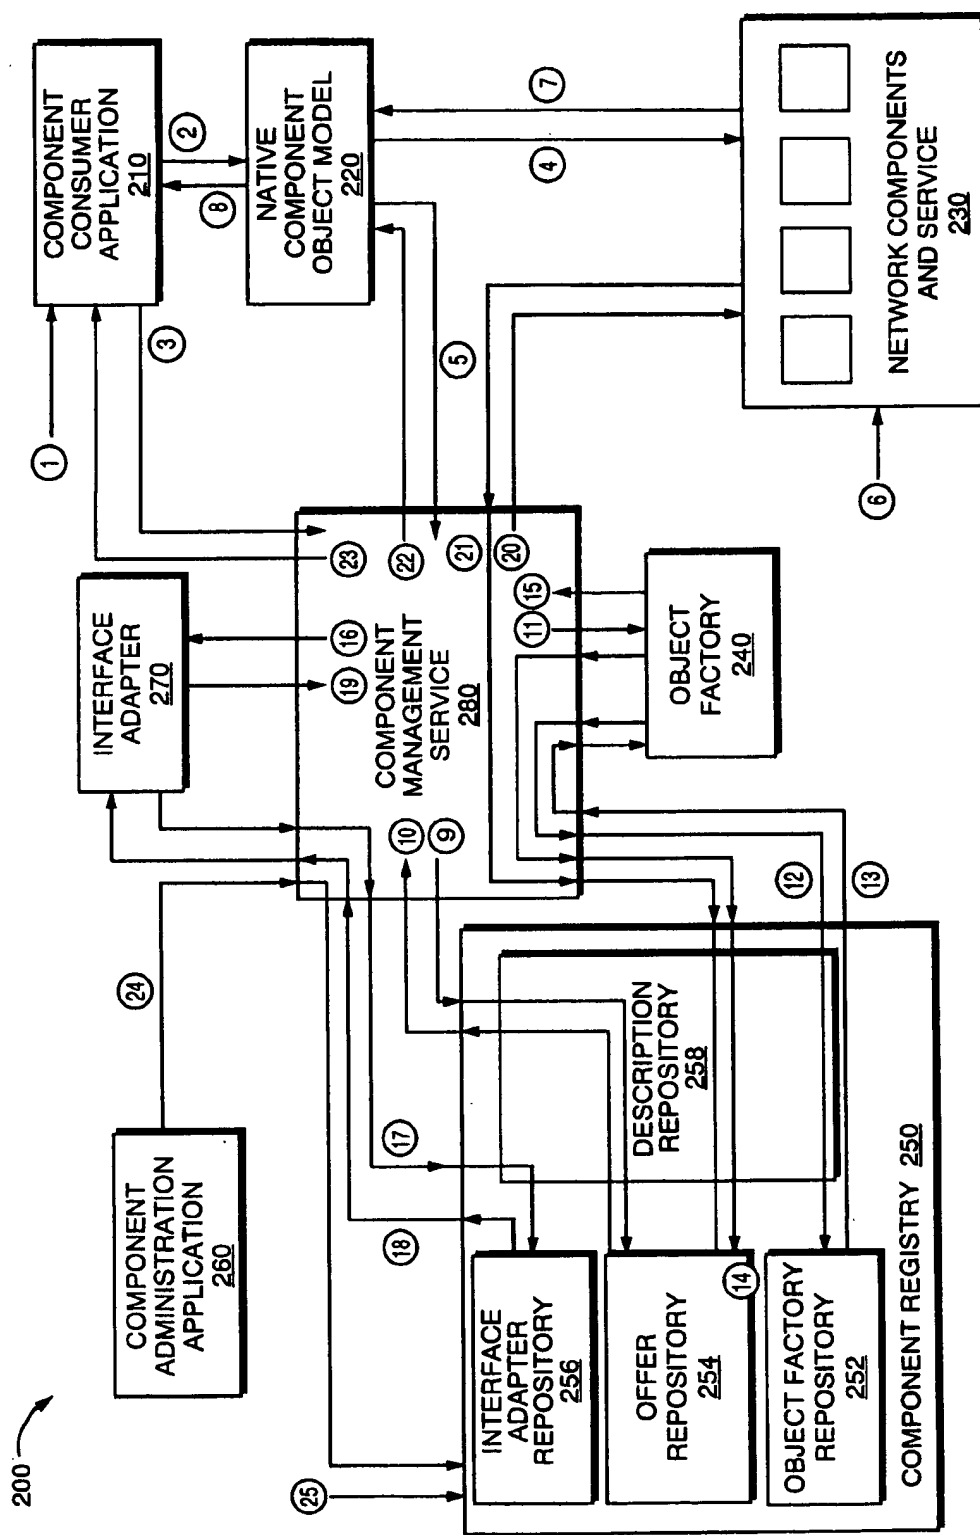 200
COMPONENT
ADMINISTRATION
APPLICATION
260
24
25
INTERFACE
ADAPTER
270
1
COMPONENT
CONSUMER
APPLICATION
210
2
8
3
NATIVE
COMPONENT
OBJECT MODEL
220
5
7
4
NETWORK COMPONENTS
AND SERVICE
230
6
COMPONENT
MANAGEMENT
SERVICE
280
16
19
23
22
21
20
10
9
11
15
OBJECT
FACTORY
240
17
18
12
13
14
INTERFACE
ADAPTER
REPOSITORY
256
OFFER
REPOSITORY
254
OBJECT FACTORY
REPOSITORY
252
DESCRIPTION
REPOSITORY
258
COMPONENT REGISTRY 250